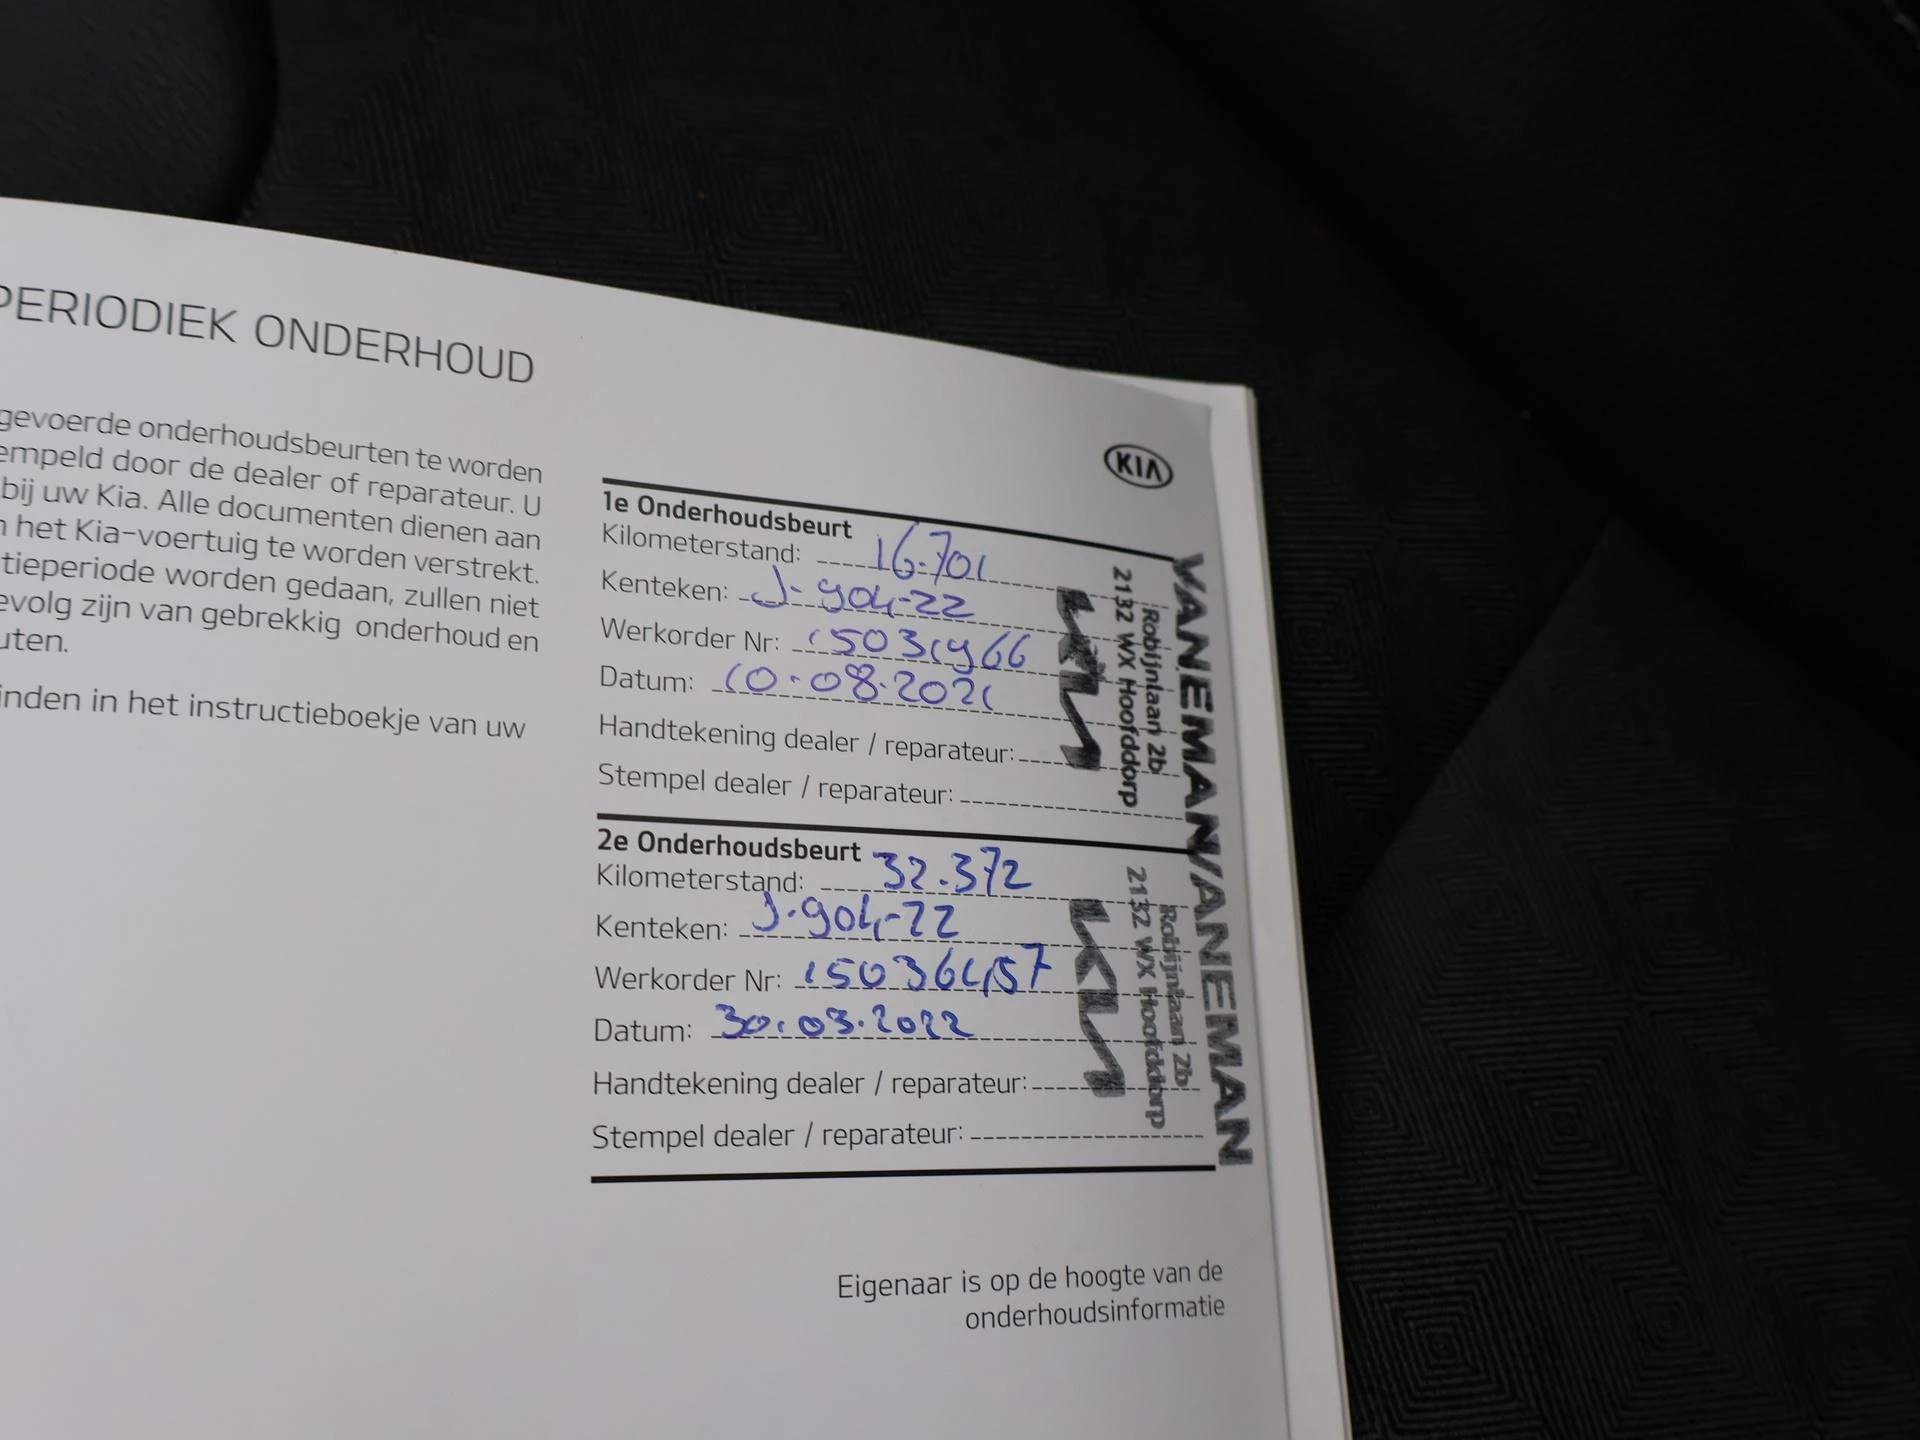 PERIODIEK ONDERHOUD
gevoerde onderhoudsbeurten te worden
empeld door de dealer of reparateur. U
bij uw Kia. Alle documenten dienen aan
n het Kia-voertuig te worden verstrekt.
tieperiode worden gedaan, zullen niet
evolg zijn van gebrekkig onderhoud en
uten.
inden in het instructieboekje van uw
KIA
1e Onderhoudsbeurt
Kilometerstand: 16.701
Kenteken: J-904-22
Werkorder Nr: 15031966
Datum: 10.08.2021
Handtekening dealer / reparateur:
Stempel dealer / reparateur:
VANEMAN
Robijnlaan 2b
2132 WX Hoofddorp
KIA
2e Onderhoudsbeurt
Kilometerstand: 32.372
Kenteken: J-904-22
Werkorder Nr: 15036457
Datum: 30.03.2022
Handtekening dealer / reparateur:
Stempel dealer / reparateur:
VANEMAN
Robijnlaan 2b
2132 WX Hoofddorp
KIA
Eigenaar is op de hoogte van de
onderhoudsinformatie